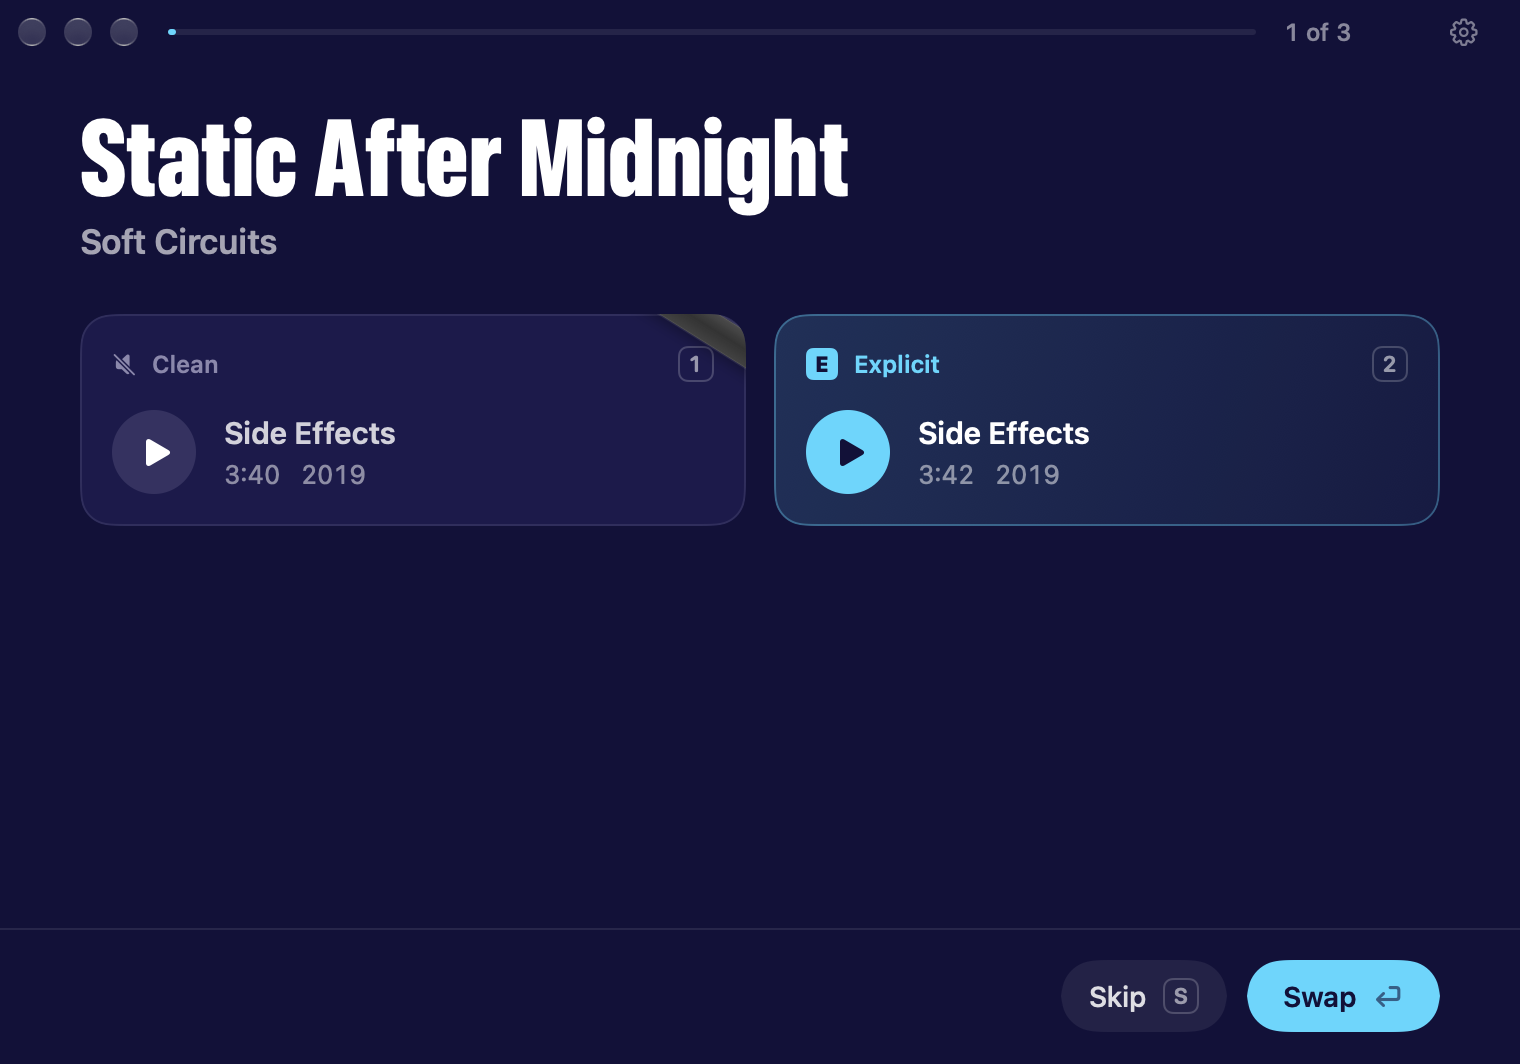 1 of 3
Static After Midnight
Soft Circuits
Clean
1
Side Effects
3:40 2019
E Explicit
2
Side Effects
3:42 2019
Skip S
Swap